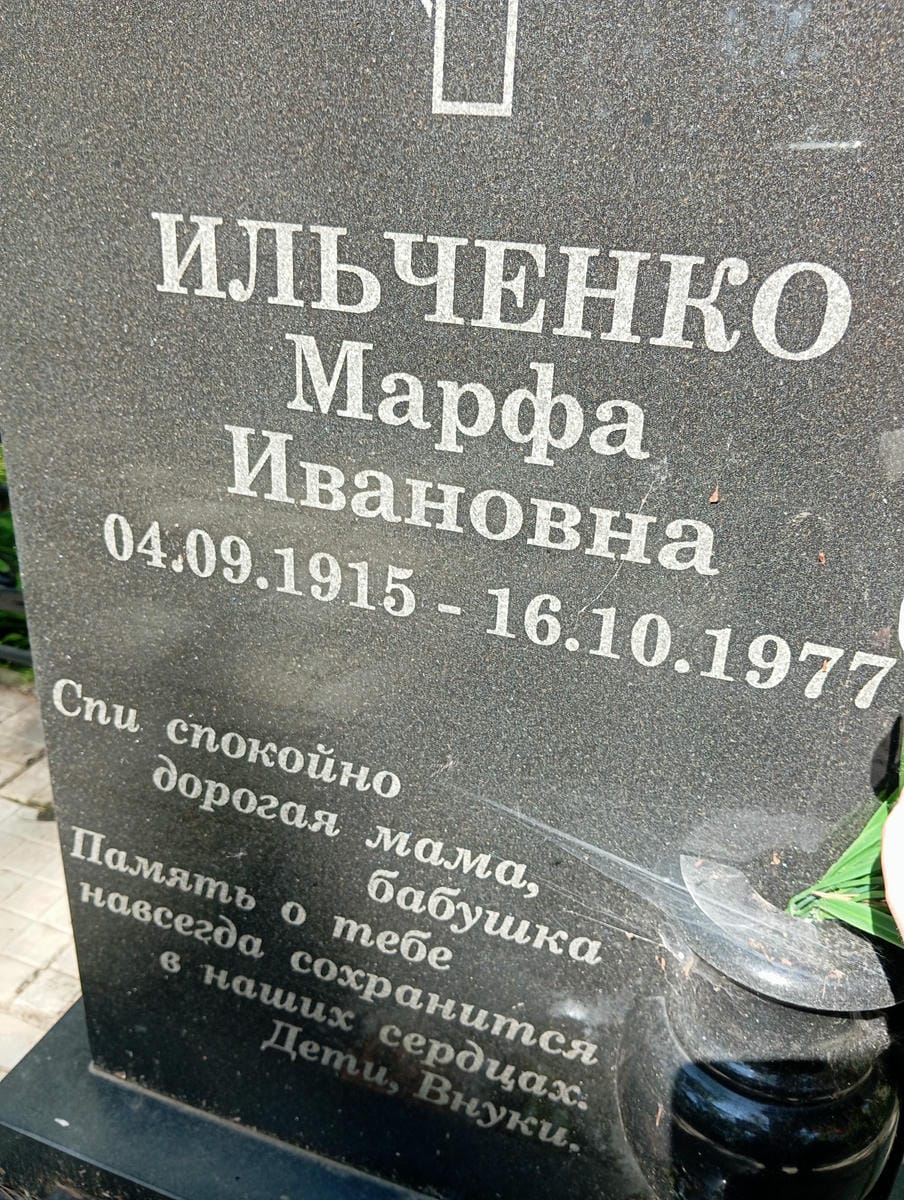 ИЛЬЧЕНКО
Марфа
Ивановна
04.09.1915 - 16.10.1977
Спи спокойно
дорогая мама,
бабушка
Память о тебе
навсегда сохранится
в наших сердцах.
Дети, Внуки.